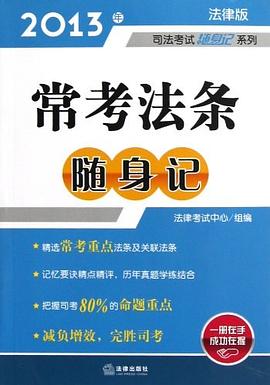 2013年
法律版
司法考试随身记系列
常考法条
随身记
法律考试中心/组编
精选常考重点法条及关联法条
记忆要诀精点精评，历年真题学练结合
把握司考80%的命题重点
减负增效，完胜司考
一册在手
成功在握
法律出版社